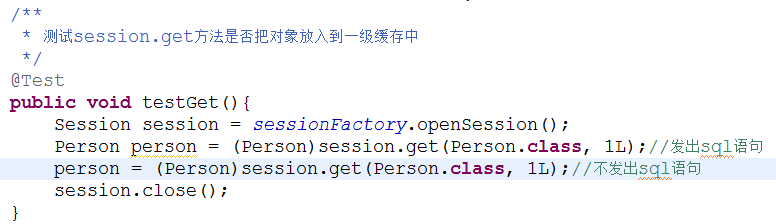 /**
 * 测试session.get方法是否把对象放入到一级缓存中
 */
@Test
public void testGet(){
    Session session = sessionFactory.openSession();
    Person person = (Person)session.get(Person.class, 1L);//发出sql语句
    person = (Person)session.get(Person.class, 1L);//不发出sql语句
    session.close();
}